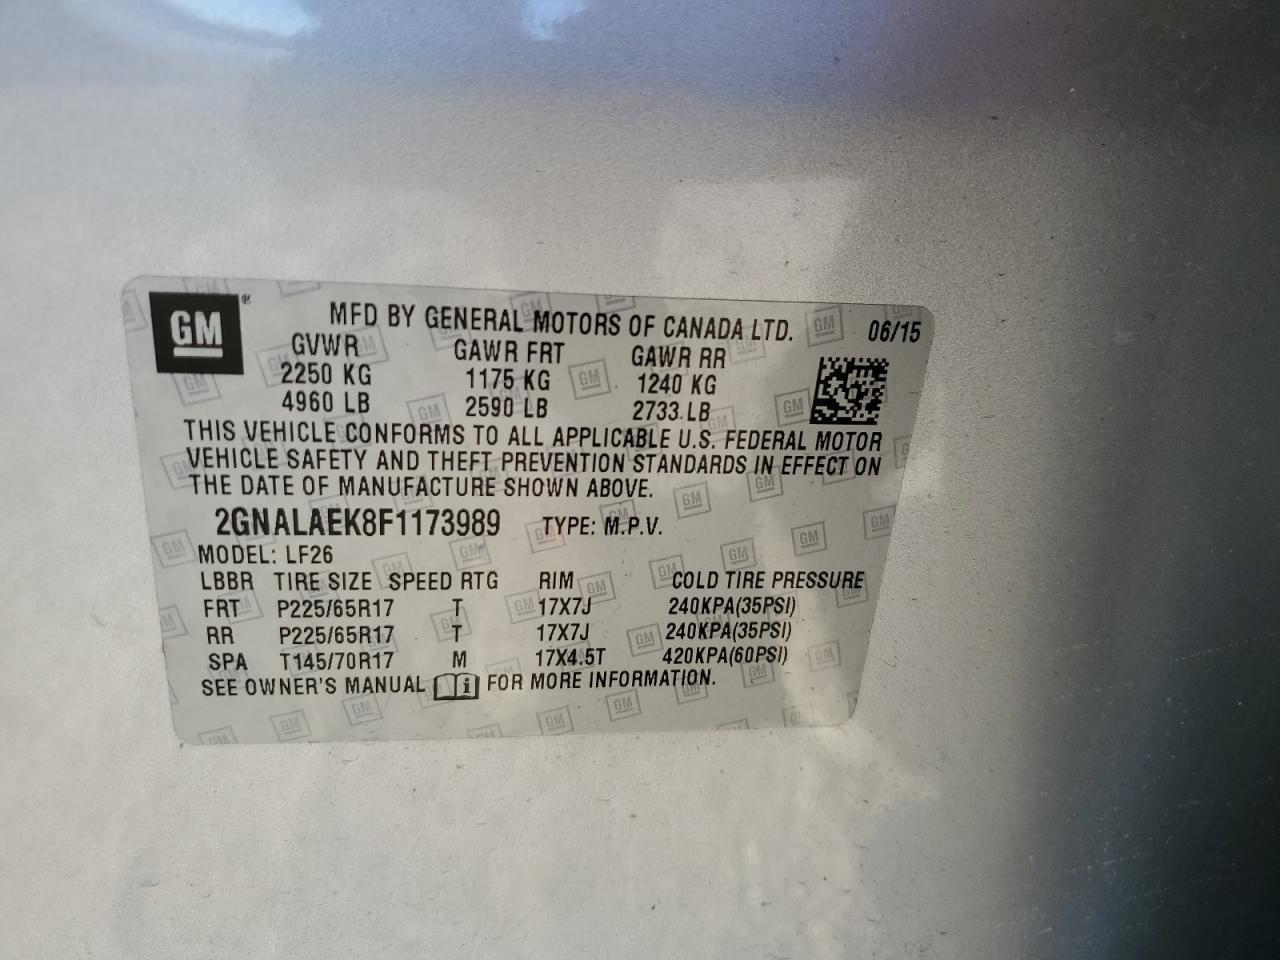 GM ®
MFD BY GENERAL MOTORS OF CANADA LTD. 06/15
GVWR GAWR FRT GAWR RR
2250 KG 1175 KG 1240 KG
4960 LB 2590 LB 2733 LB
THIS VEHICLE CONFORMS TO ALL APPLICABLE U.S. FEDERAL MOTOR
VEHICLE SAFETY AND THEFT PREVENTION STANDARDS IN EFFECT ON
THE DATE OF MANUFACTURE SHOWN ABOVE.
2GNALAEK8F1173989 TYPE: M.P.V.
MODEL: LF26
LBBR TIRE SIZE SPEED RTG RIM COLD TIRE PRESSURE
FRT P225/65R17 T 17X7J 240KPA(35PSI)
RR P225/65R17 T 17X7J 240KPA(35PSI)
SPA T145/70R17 M 17X4.5T 420KPA(60PSI)
SEE OWNER'S MANUAL i FOR MORE INFORMATION.